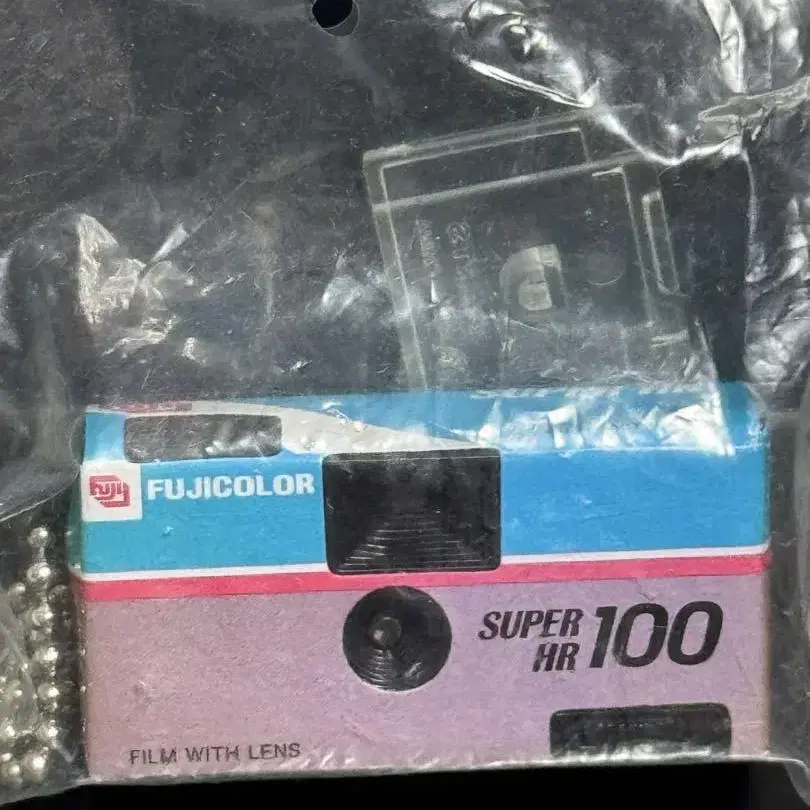 FUJI
FUJICOLOR
SUPER
HR 100
FILM WITH LENS